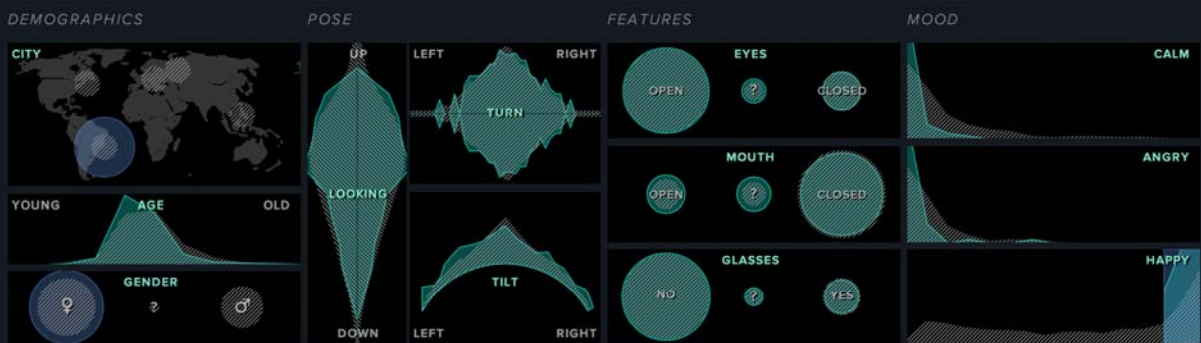 DEMOGRAPHICS
CITY
YOUNG AGE OLD
GENDER
♀ ? ♂
POSE
UP
LOOKING
DOWN
LEFT RIGHT
TURN
TILT
LEFT RIGHT
FEATURES
EYES
OPEN ? CLOSED
MOUTH
OPEN ? CLOSED
GLASSES
NO ? YES
MOOD
CALM
ANGRY
HAPPY